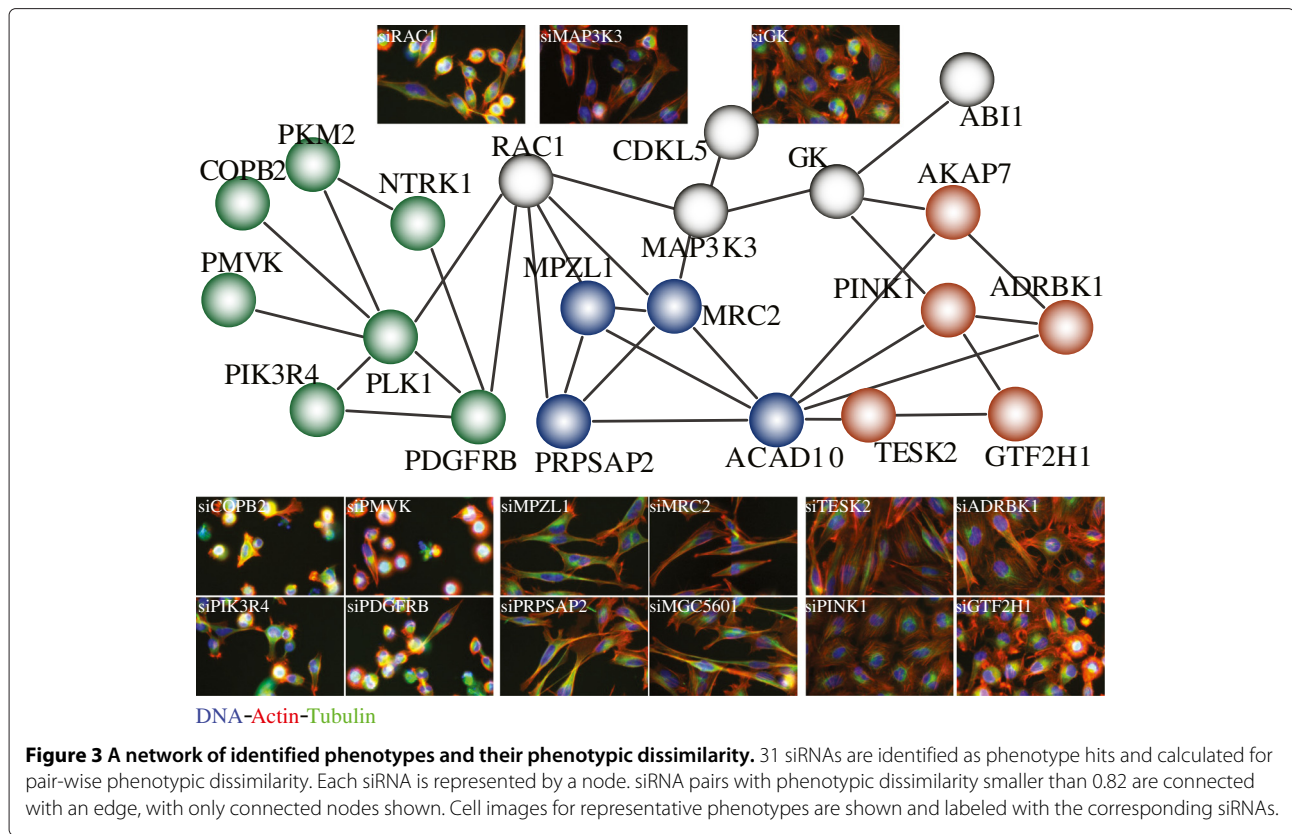 siRAC1 siMAP3K3 siGK
ABI1
PKM2 RAC1 CDKL5 GK
COPB2 NTRK1 AKAP7
MAP3K3
PMVK MPZL1 PINK1 ADRBK1
MRC2
PIK3R4 PLK1
PDGFRB PRPSAP2 ACAD10 TESK2 GTF2H1
siCOPB2 siPMVK siMPZL1 siMRC2 siTESK2 siADRBK1
siPIK3R4 siPDGFRB siPRPSAP2 siMGC5601 siPINK1 siGTF2H1
DNA-Actin-Tubulin
Figure 3 A network of identified phenotypes and their phenotypic dissimilarity. 31 siRNAs are identified as phenotype hits and calculated for
pair-wise phenotypic dissimilarity. Each siRNA is represented by a node. siRNA pairs with phenotypic dissimilarity smaller than 0.82 are connected
with an edge, with only connected nodes shown. Cell images for representative phenotypes are shown and labeled with the corresponding siRNAs.